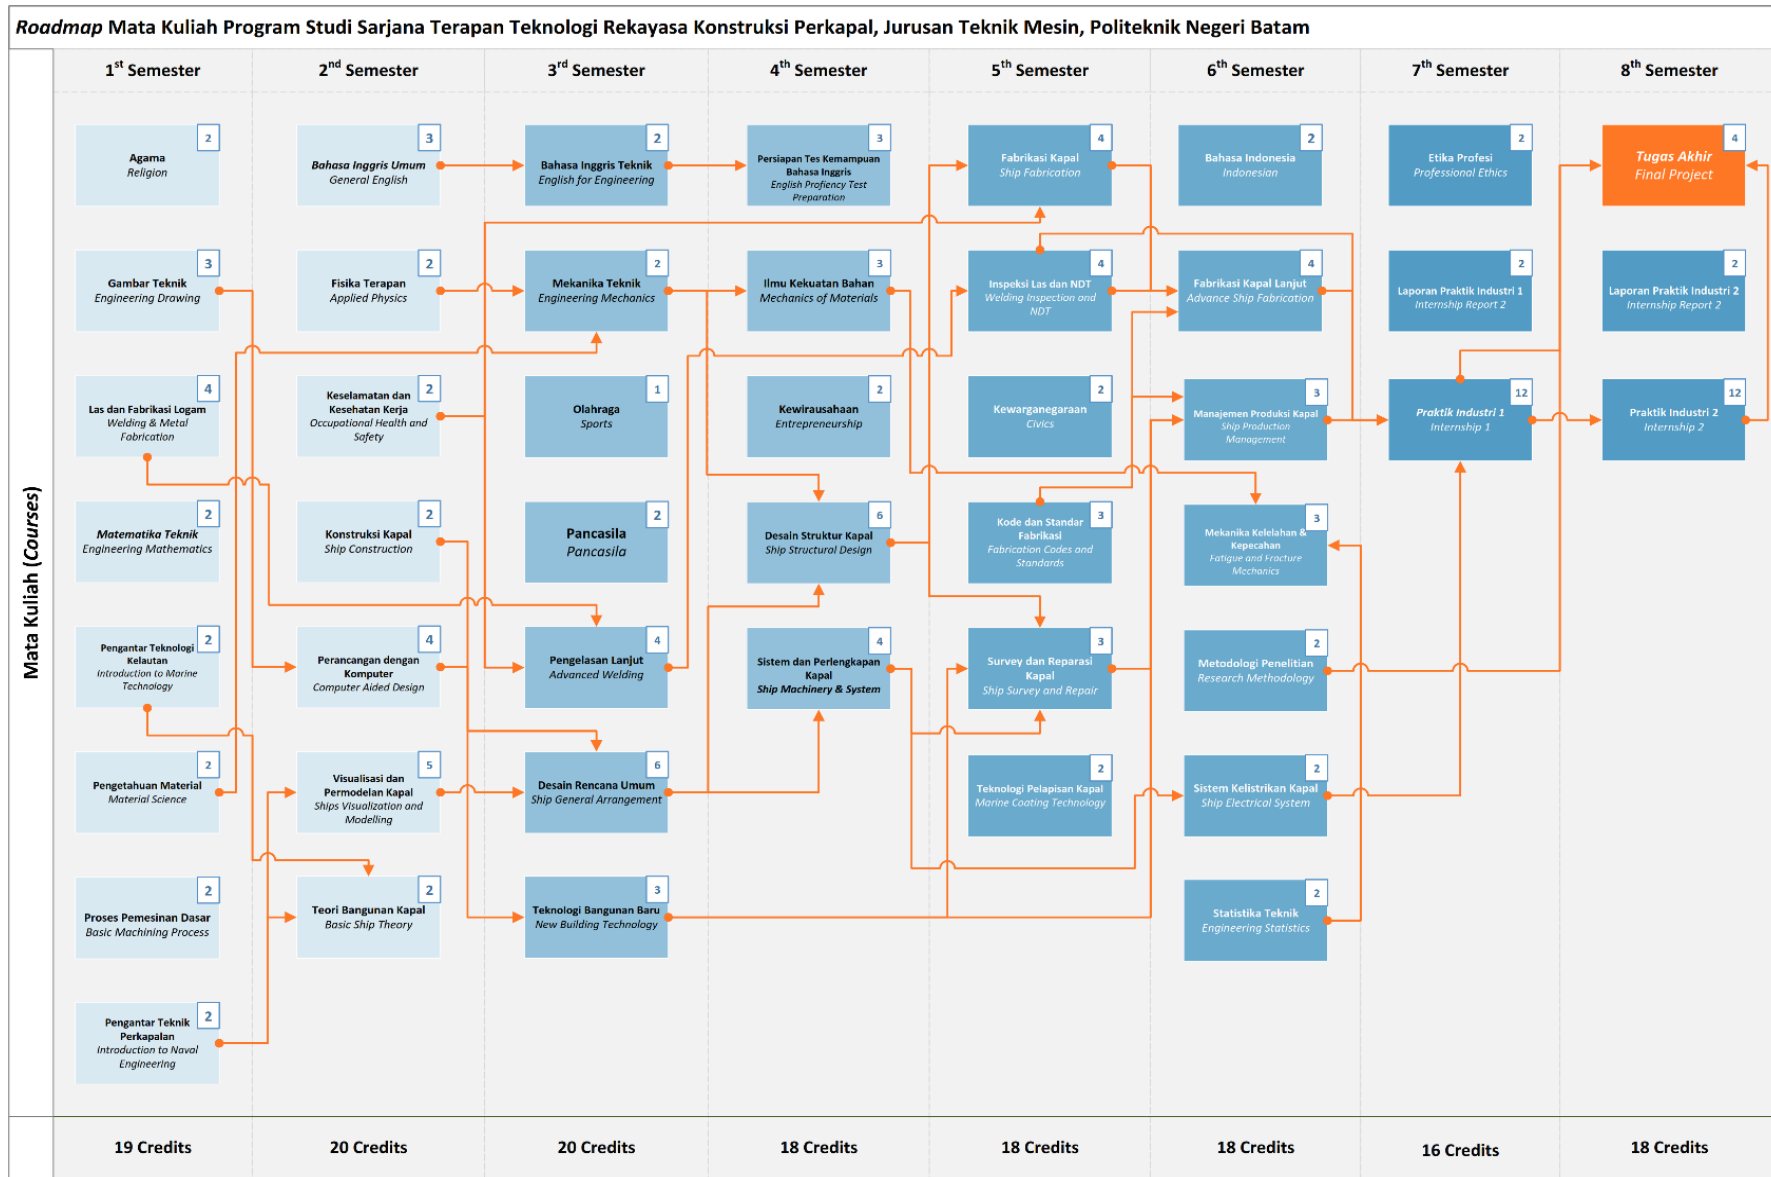 Roadmap Mata Kuliah Program Studi Sarjana Terapan Teknologi Rekayasa Konstruksi Perkapal, Jurusan Teknik Mesin, Politeknik Negeri Batam
Mata Kuliah (Courses)
1st Semester
2
Agama
Religion
3
Gambar Teknik
Engineering Drawing
4
Las dan Fabrikasi Logam
Welding & Metal
Fabrication
2
Matematika Teknik
Engineering Mathematics
2
Pengantar Teknologi
Kelautan
Introduction to Marine
Technology
2
Pengetahuan Material
Material Science
2
Proses Pemesinan Dasar
Basic Machining Process
2
Pengantar Teknik
Perkapalan
Introduction to Naval
Engineering
19 Credits
2nd Semester
3
Bahasa Inggris Umum
General English
2
Fisika Terapan
Applied Physics
2
Keselamatan dan
Kesehatan Kerja
Occupational Health and
Safety
2
Konstruksi Kapal
Ship Construction
4
Perancangan dengan
Komputer
Computer Aided Design
5
Visualisasi dan
Permodelan Kapal
Ships Visualization and
Modelling
2
Teori Bangunan Kapal
Basic Ship Theory
20 Credits
3rd Semester
2
Bahasa Inggris Teknik
English for Engineering
2
Mekanika Teknik
Engineering Mechanics
1
Olahraga
Sports
2
Pancasila
Pancasila
4
Pengelasan Lanjut
Advanced Welding
6
Desain Rencana Umum
Ship General Arrangement
3
Teknologi Bangunan Baru
New Building Technology
20 Credits
4th Semester
3
Persiapan Tes Kemampuan
Bahasa Inggris
English Profiency Test
Preparation
3
Ilmu Kekuatan Bahan
Mechanics of Materials
2
Kewirausahaan
Entrepreneurship
6
Desain Struktur Kapal
Ship Structural Design
4
Sistem dan Perlengkapan
Kapal
Ship Machinery & System
18 Credits
5th Semester
4
Fabrikasi Kapal
Ship Fabrication
4
Inspeksi Las dan NDT
Welding Inspection and
NDT
2
Kewarganegaraan
Civics
3
Kode dan Standar
Fabrikasi
Fabrication Codes and
Standards
3
Survey dan Reparasi
Kapal
Ship Survey and Repair
2
Teknologi Pelapisan Kapal
Marine Coating Technology
18 Credits
6th Semester
2
Bahasa Indonesia
Indonesian
4
Fabrikasi Kapal Lanjut
Advance Ship Fabrication
3
Manajemen Produksi Kapal
Ship Production
Management
3
Mekanika Kelelahan &
Kepecahan
Fatigue and Fracture
Mechanics
2
Metodologi Penelitian
Research Methodology
2
Sistem Kelistrikan Kapal
Ship Electrical System
2
Statistika Teknik
Engineering Statistics
18 Credits
7th Semester
2
Etika Profesi
Professional Ethics
2
Laporan Praktik Industri 1
Internship Report 2
12
Praktik Industri 1
Internship 1
16 Credits
8th Semester
4
Tugas Akhir
Final Project
2
Laporan Praktik Industri 2
Internship Report 2
12
Praktik Industri 2
Internship 2
18 Credits